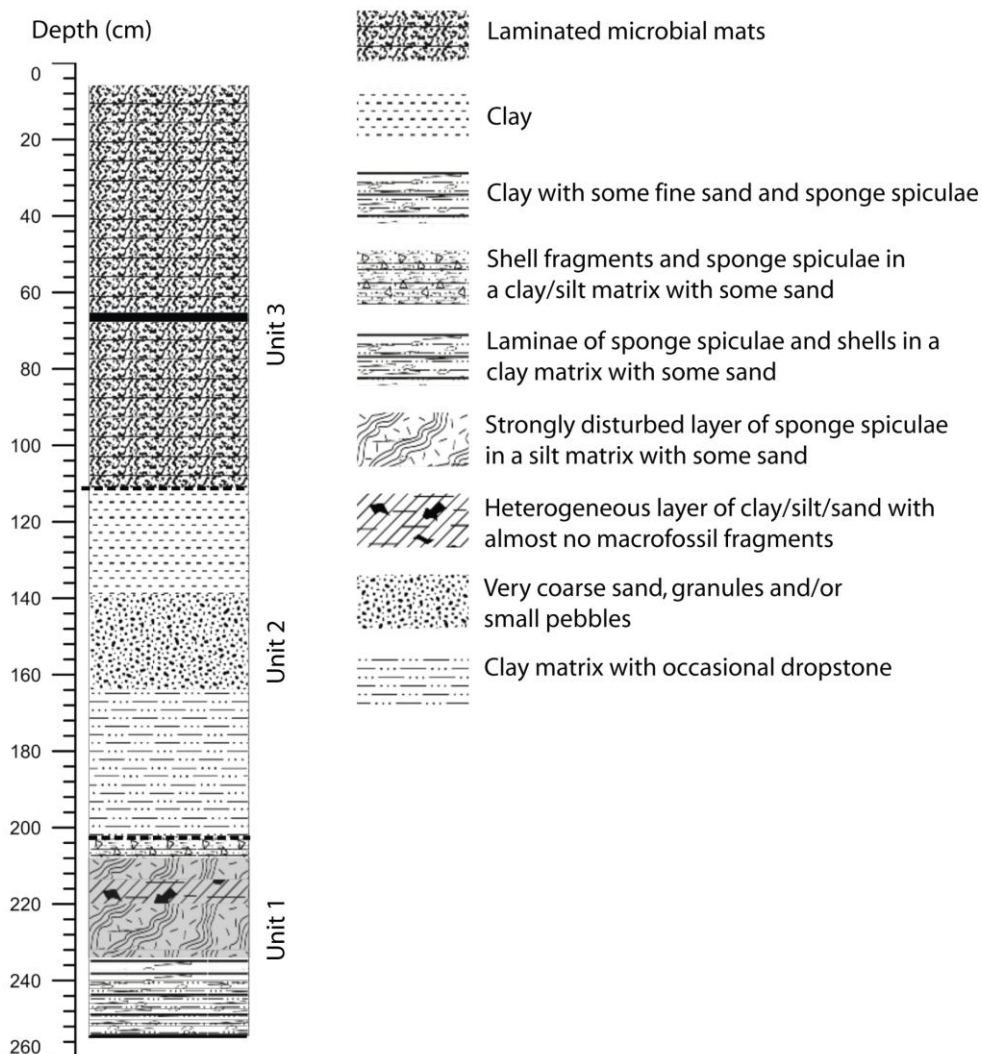 Depth (cm)
0
20
40
60
80
100
120
140
160
180
200
220
240
260
Unit 3
Unit 2
Unit 1
Laminated microbial mats
Clay
Clay with some fine sand and sponge spiculae
Shell fragments and sponge spiculae in
a clay/silt matrix with some sand
Laminae of sponge spiculae and shells in a
clay matrix with some sand
Strongly disturbed layer of sponge spiculae
in a silt matrix with some sand
Heterogeneous layer of clay/silt/sand with
almost no macrofossil fragments
Very coarse sand, granules and/or
small pebbles
Clay matrix with occasional dropstone